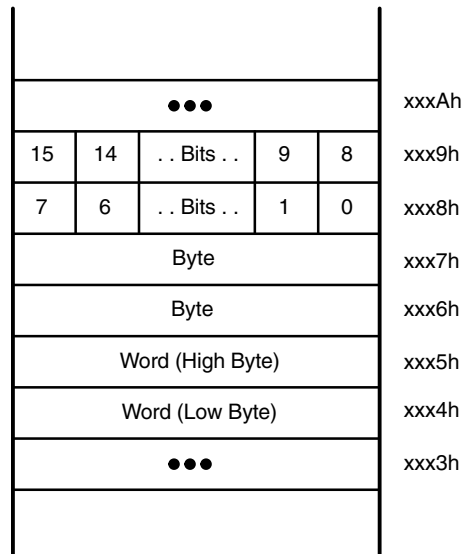 ●●● xxxAh
15 14 . . Bits . . 9 8 xxx9h
7 6 . . Bits . . 1 0 xxx8h
Byte xxx7h
Byte xxx6h
Word (High Byte) xxx5h
Word (Low Byte) xxx4h
●●● xxx3h